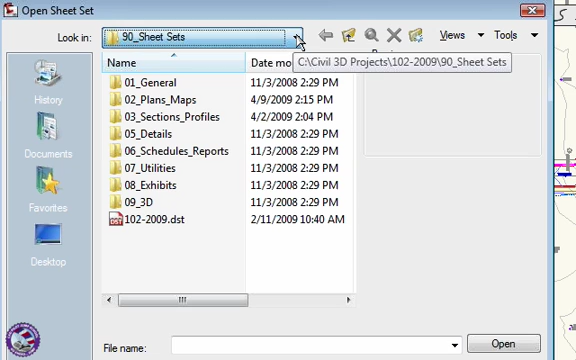 Open Sheet Set
Look in: 90_Sheet Sets Views Tools
C:\Civil 3D Projects\102-2009\90_Sheet Sets
Name Date mo
01_General 11/3/2008 2:29 PM
02_Plans_Maps 4/9/2009 2:15 PM
03_Sections_Profiles 4/2/2009 2:04 PM
05_Details 11/3/2008 2:29 PM
06_Schedules_Reports 11/3/2008 2:29 PM
07_Utilities 11/3/2008 2:29 PM
08_Exhibits 11/3/2008 2:29 PM
09_3D 11/3/2008 2:29 PM
102-2009.dst 2/11/2009 10:40 AM
History
Documents
Favorites
Desktop
File name: Open